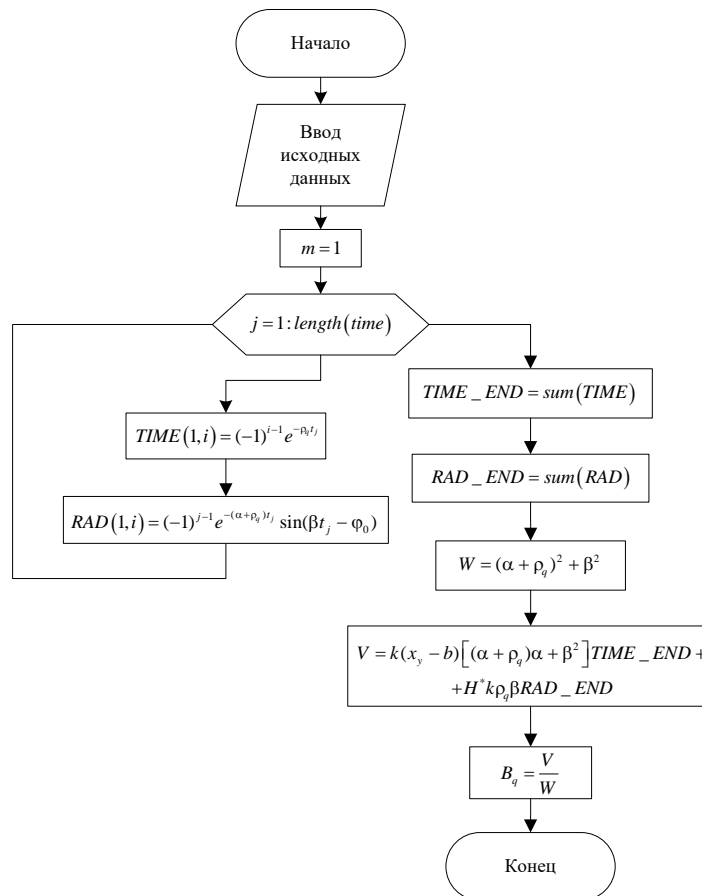 Начало
Ввод
исходных
данных
m = 1
j = 1 : length(time)
TIME(1,i) = (−1)^{i−1} e^{−ρ_q t_j}
RAD(1,i) = (−1)^{j−1} e^{−(α+ρ_q)t_j} sin(βt_j − φ_0)
TIME_END = sum(TIME)
RAD_END = sum(RAD)
W = (α + ρ_q)^2 + β^2
V = k(x_y − b)[(α + ρ_q)α + β^2]TIME_END +
+H^*kρ_qβRAD_END
B_q = V/W
Конец